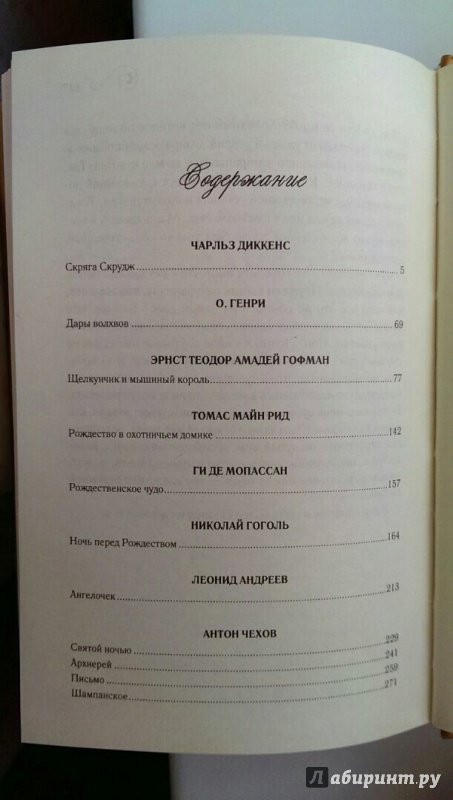 Содержание
ЧАРЛЬЗ ДИККЕНС
Скряга Скрудж 5
О. ГЕНРИ
Дары волхвов 69
ЭРНСТ ТЕОДОР АМАДЕЙ ГОФМАН
Щелкунчик и мышиный король 77
ТОМАС МАЙН РИД
Рождество в охотничьем домике 142
ГИ ДЕ МОПАССАН
Рождественское чудо 157
НИКОЛАЙ ГОГОЛЬ
Ночь перед Рождеством 164
ЛЕОНИД АНДРЕЕВ
Ангелочек 213
АНТОН ЧЕХОВ
Святой ночью 229
Архиерей 241
Письмо 259
Шампанское 271
Лабиринт.ру